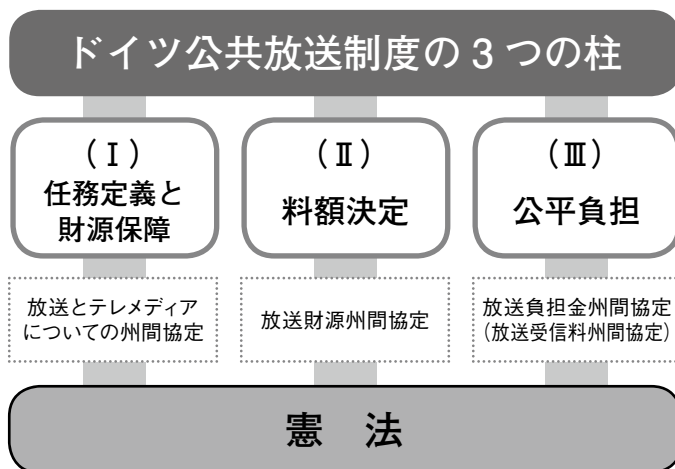 ドイツ公共放送制度の3つの柱
(Ⅰ)
任務定義と
財源保障
(Ⅱ)
料額決定
(Ⅲ)
公平負担
放送とテレメディア
についての州間協定
放送財源州間協定
放送負担金州間協定
(放送受信料州間協定)
憲 法